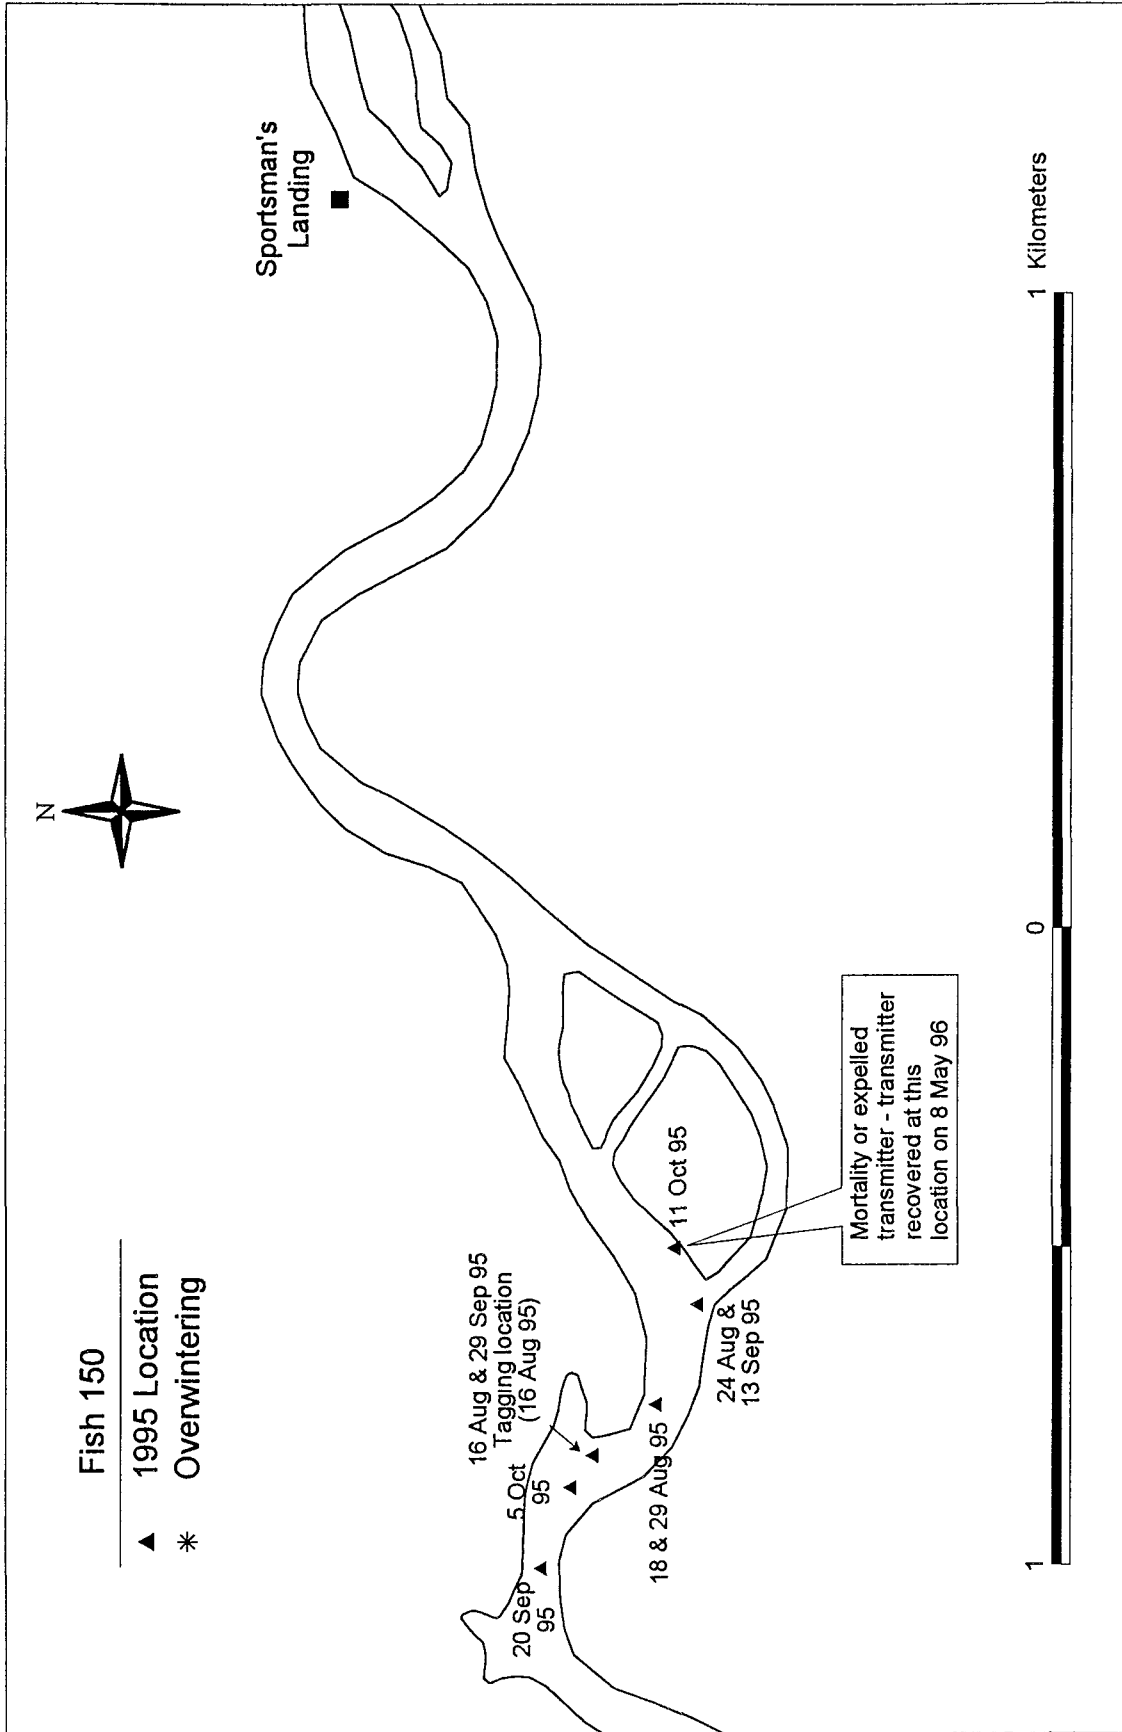 N
Fish 150
1995 Location
Overwintering
Sportsman's
Landing
16 Aug & 29 Sep 95
Tagging location
(16 Aug 95)
5 Oct
95
20 Sep
95
18 & 29 Aug 95
24 Aug &
13 Sep 95
11 Oct 95
Mortality or expelled
transmitter - transmitter
recovered at this
location on 8 May 96
1
0
1 Kilometers